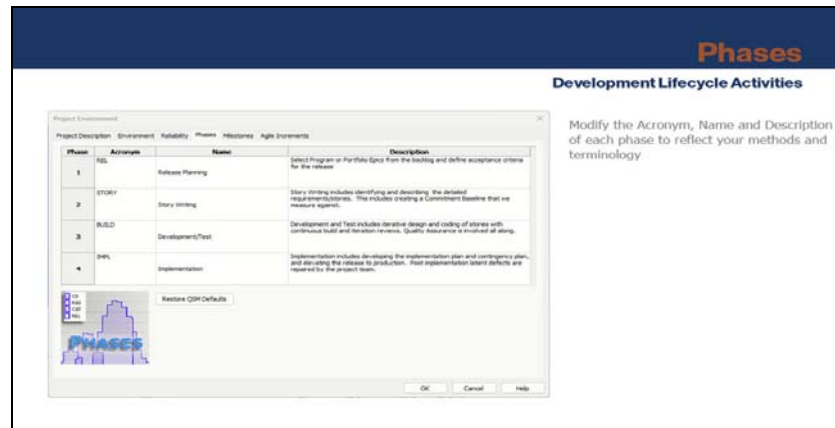 Phases
Development Lifecycle Activities
Modify the Acronym, Name and Description
of each phase to reflect your methods and
terminology
Project Environment
Project Description Environment Reliability Phases Milestones Agile Increments
Phase Acronym Name Description
1 REL Release Planning
Select Program or Portfolio Epics from the backlog and define acceptance criteria
for the release
2 STORY Story Writing
Story Writing includes identifying and describing the detailed
requirements/stories. This includes creating a Commitment Baseline that we
measure against.
3 BUILD Development/Test
Development and Test includes iterative design and coding of stories with
continuous build and iteration reviews. Quality Assurance is involved all along.
4 IMPL Implementation
Implementation includes developing the implementation plan and contingency plan,
and elevating the release to production. Post implementation latent defects are
repaired by the project team.
Restore QSM Defaults
PHASES
OK Cancel Help